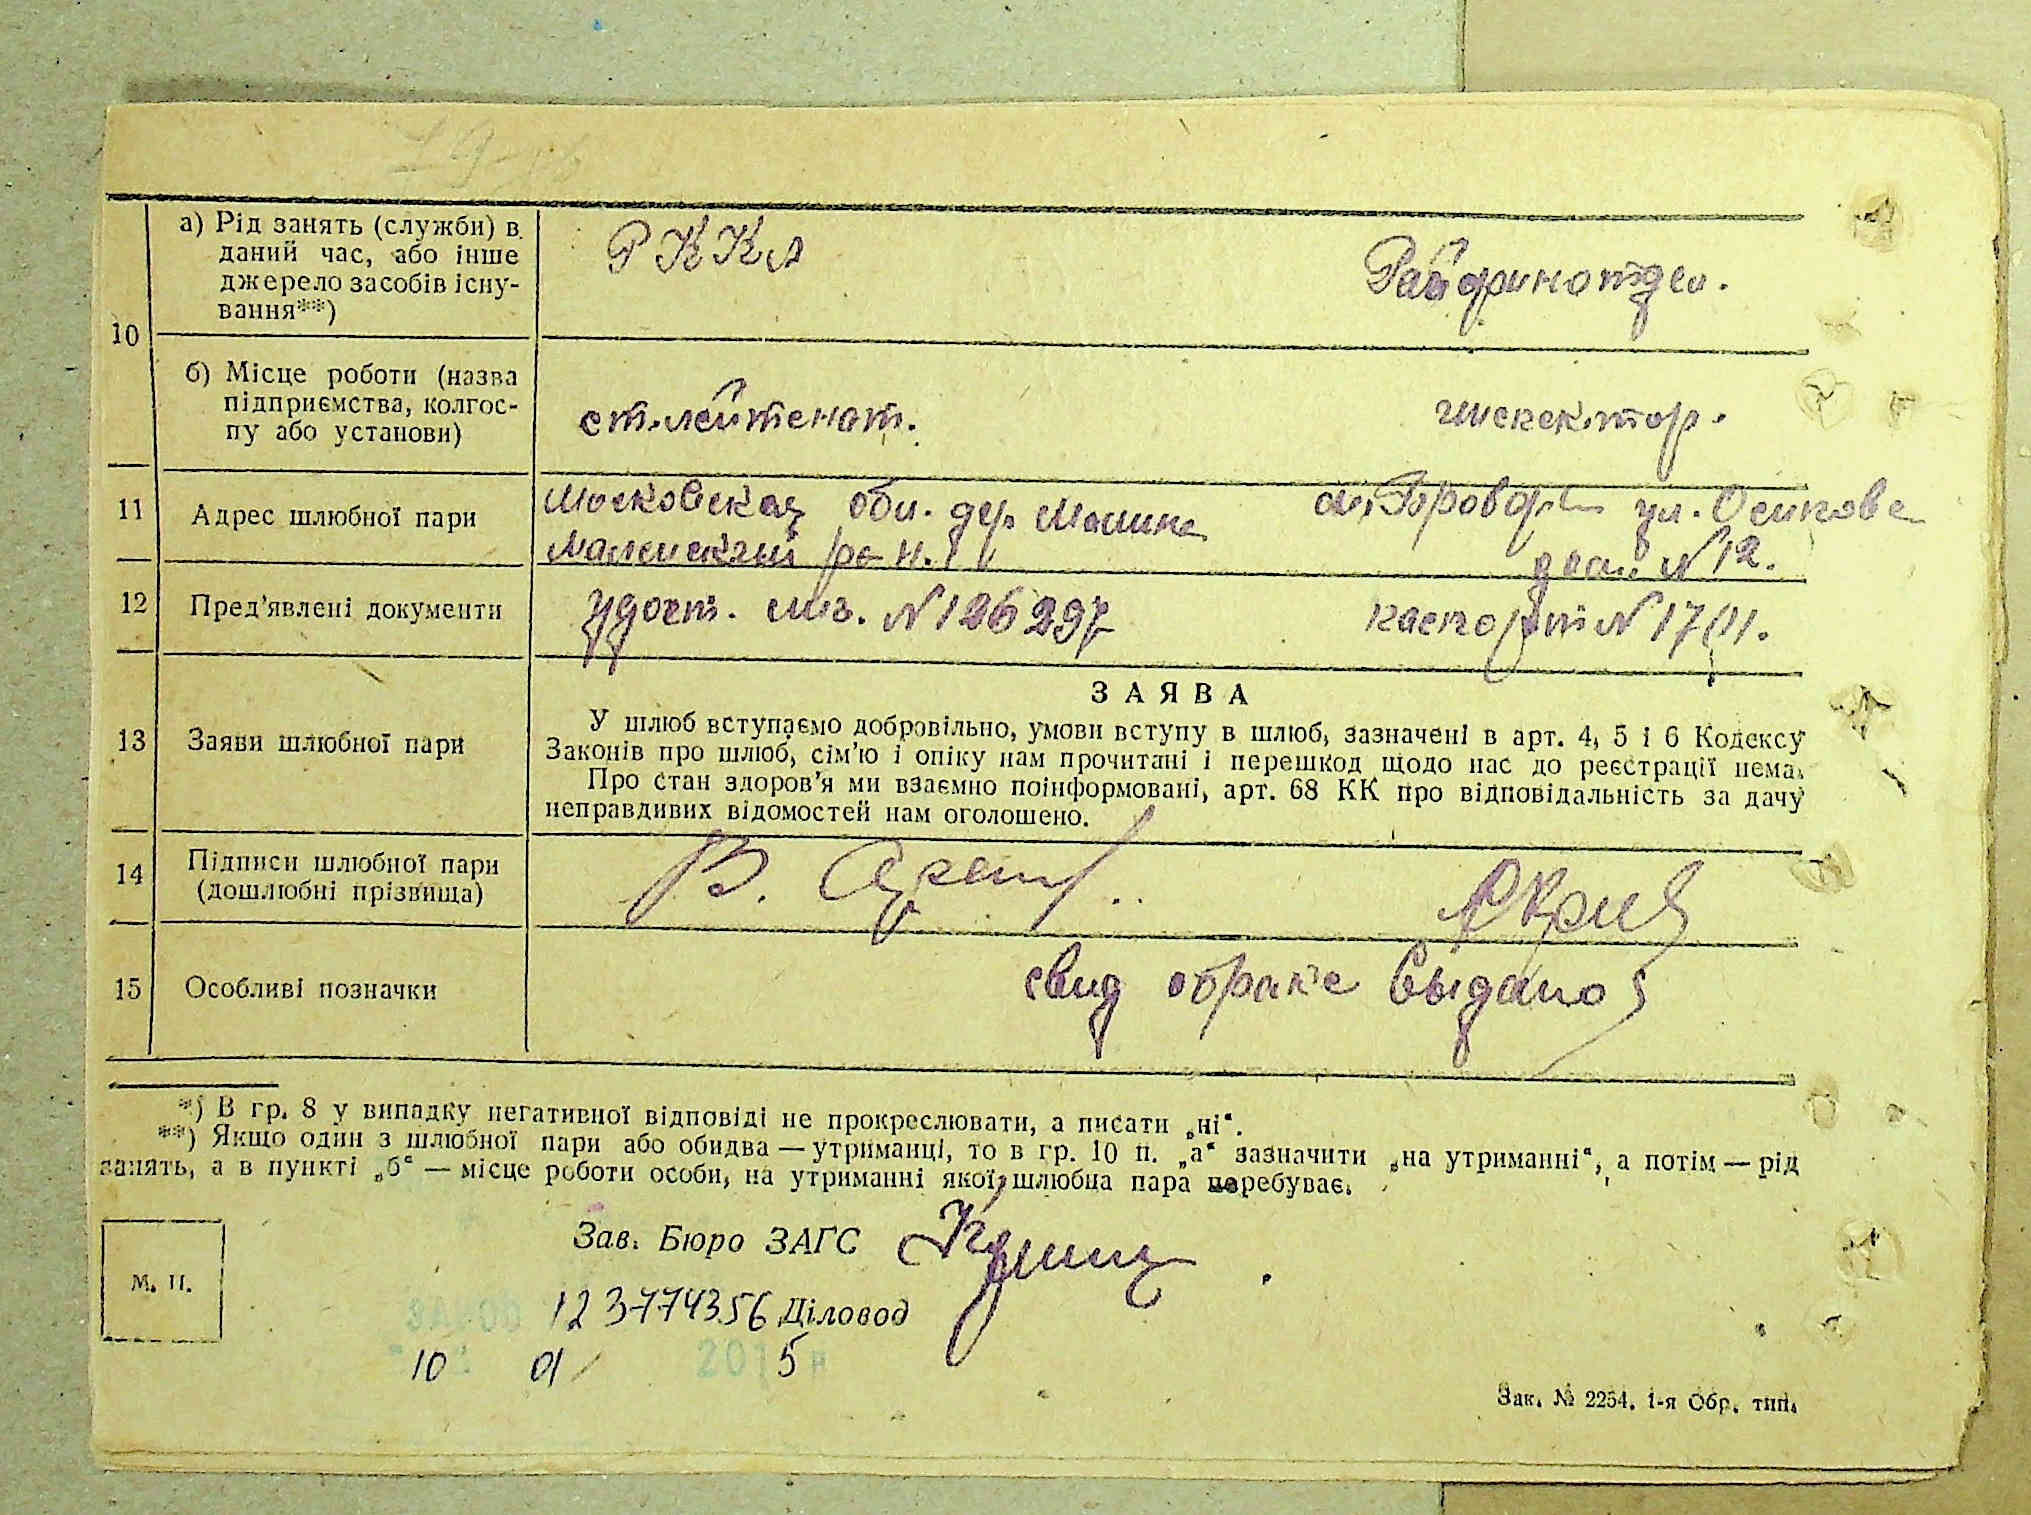 а) Рід занять (служби) в
даний час, або інше
джерело засобів існу-
вання**)
РККА
Райфинотдел.
10
б) Місце роботи (назва
підприємства, колгос-
пу або установи)
ст. лейтенант.
инспектор.
11
Адрес шлюбної пари
Московская обл. дер. Малино
Малинский р-н.
ул. Осипова
дом № 12.
12
Пред'явлені документи
удост. лиз. № 126297
паспорт №
13
Заяви шлюбної пари
ЗАЯВА
У шлюб вступаємо добровільно, умови вступу в шлюб, зазначені в арт. 4, 5 і 6 Кодексу
Законів про шлюб, сім'ю і опіку нам прочитані і перешкод щодо нас до реєстрації нема.
Про стан здоров'я ми взаємно поінформовані, арт. 68 КК про відповідальність за дачу
неправдивих відомостей нам оголошено.
14
Підписи шлюбної пари
(дошлюбні прізвища)
В.
15
Особливі позначки
свид о браке выдано
*) В гр. 8 у випадку негативної відповіді не прокреслювати, а писати „ні“.
**) Якщо один з шлюбної пари або обидва — утриманці, то в гр. 10 п. „а“ зазначити „на утриманні“, а потім — рід
занять, а в пункті „б“ — місце роботи особи, на утриманні якої шлюбна пара перебуває.
М. П.
Зав. Бюро ЗАГС
123774356 Діловод
10 01 2015 р
Зак. № 2254. 1-я Обр. тип.